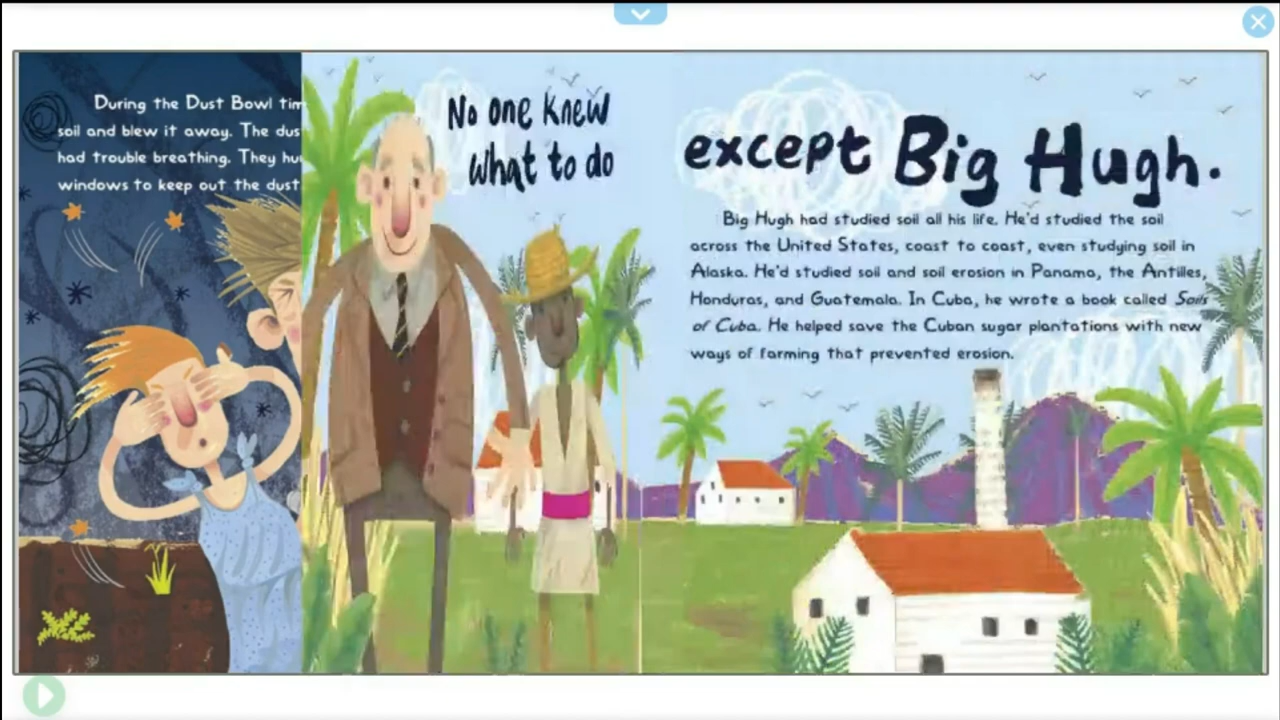 During the Dust Bowl tim
soil and blew it away. The dus
had trouble breathing. They hu
windows to keep out the dust
No one knew
what to do
except Big Hugh.
Big Hugh had studied soil all his life. He'd studied the soil
across the United States, coast to coast, even studying soil in
Alaska. He'd studied soil and soil erosion in Panama, the Antilles,
Honduras, and Guatemala. In Cuba, he wrote a book called Soils
of Cuba. He helped save the Cuban sugar plantations with new
ways of farming that prevented erosion.